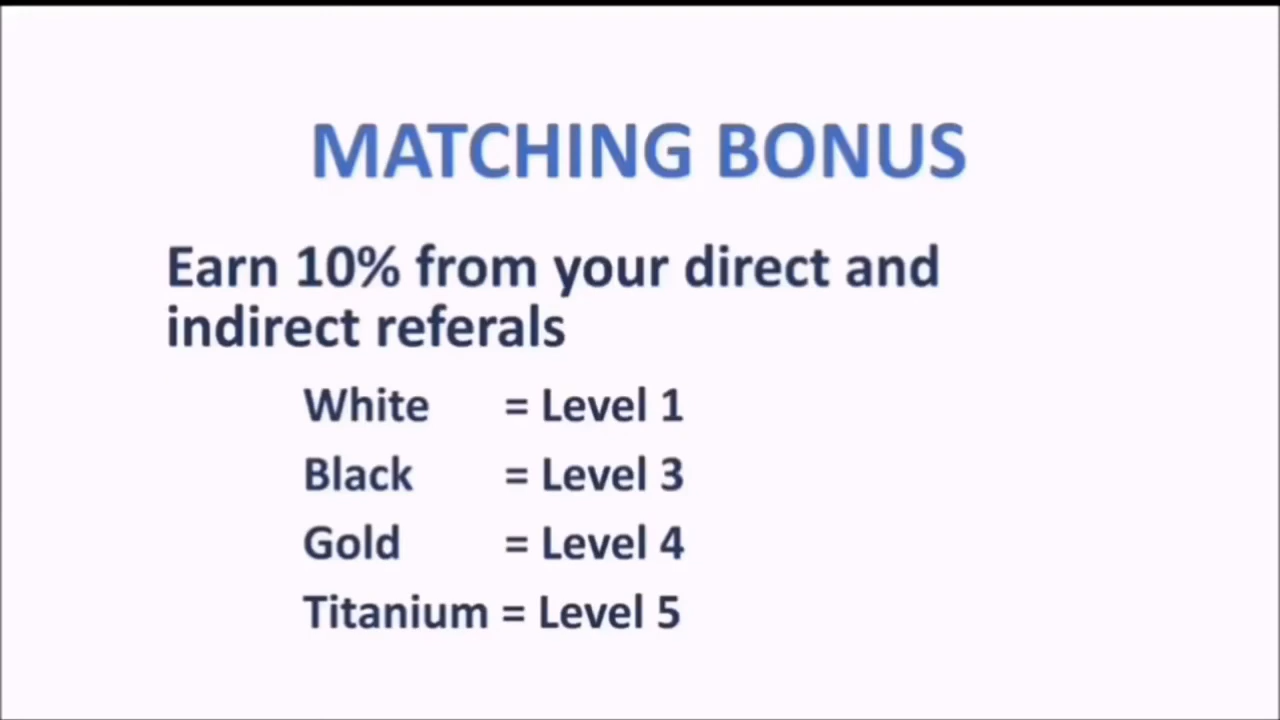 MATCHING BONUS
Earn 10% from your direct and
indirect referals
White = Level 1
Black = Level 3
Gold = Level 4
Titanium = Level 5